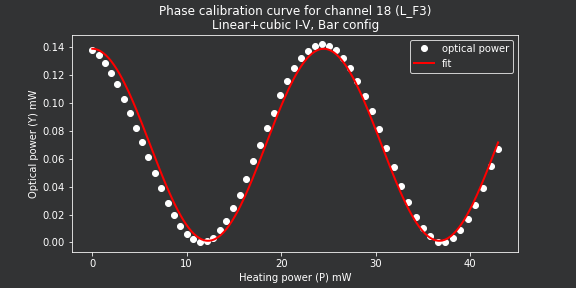 Phase calibration curve for channel 18 (L_F3)
Linear+cubic I-V, Bar config
optical power
fit
Optical power (Y) mW
0.14
0.12
0.10
0.08
0.06
0.04
0.02
0.00
0 10 20 30 40
Heating power (P) mW